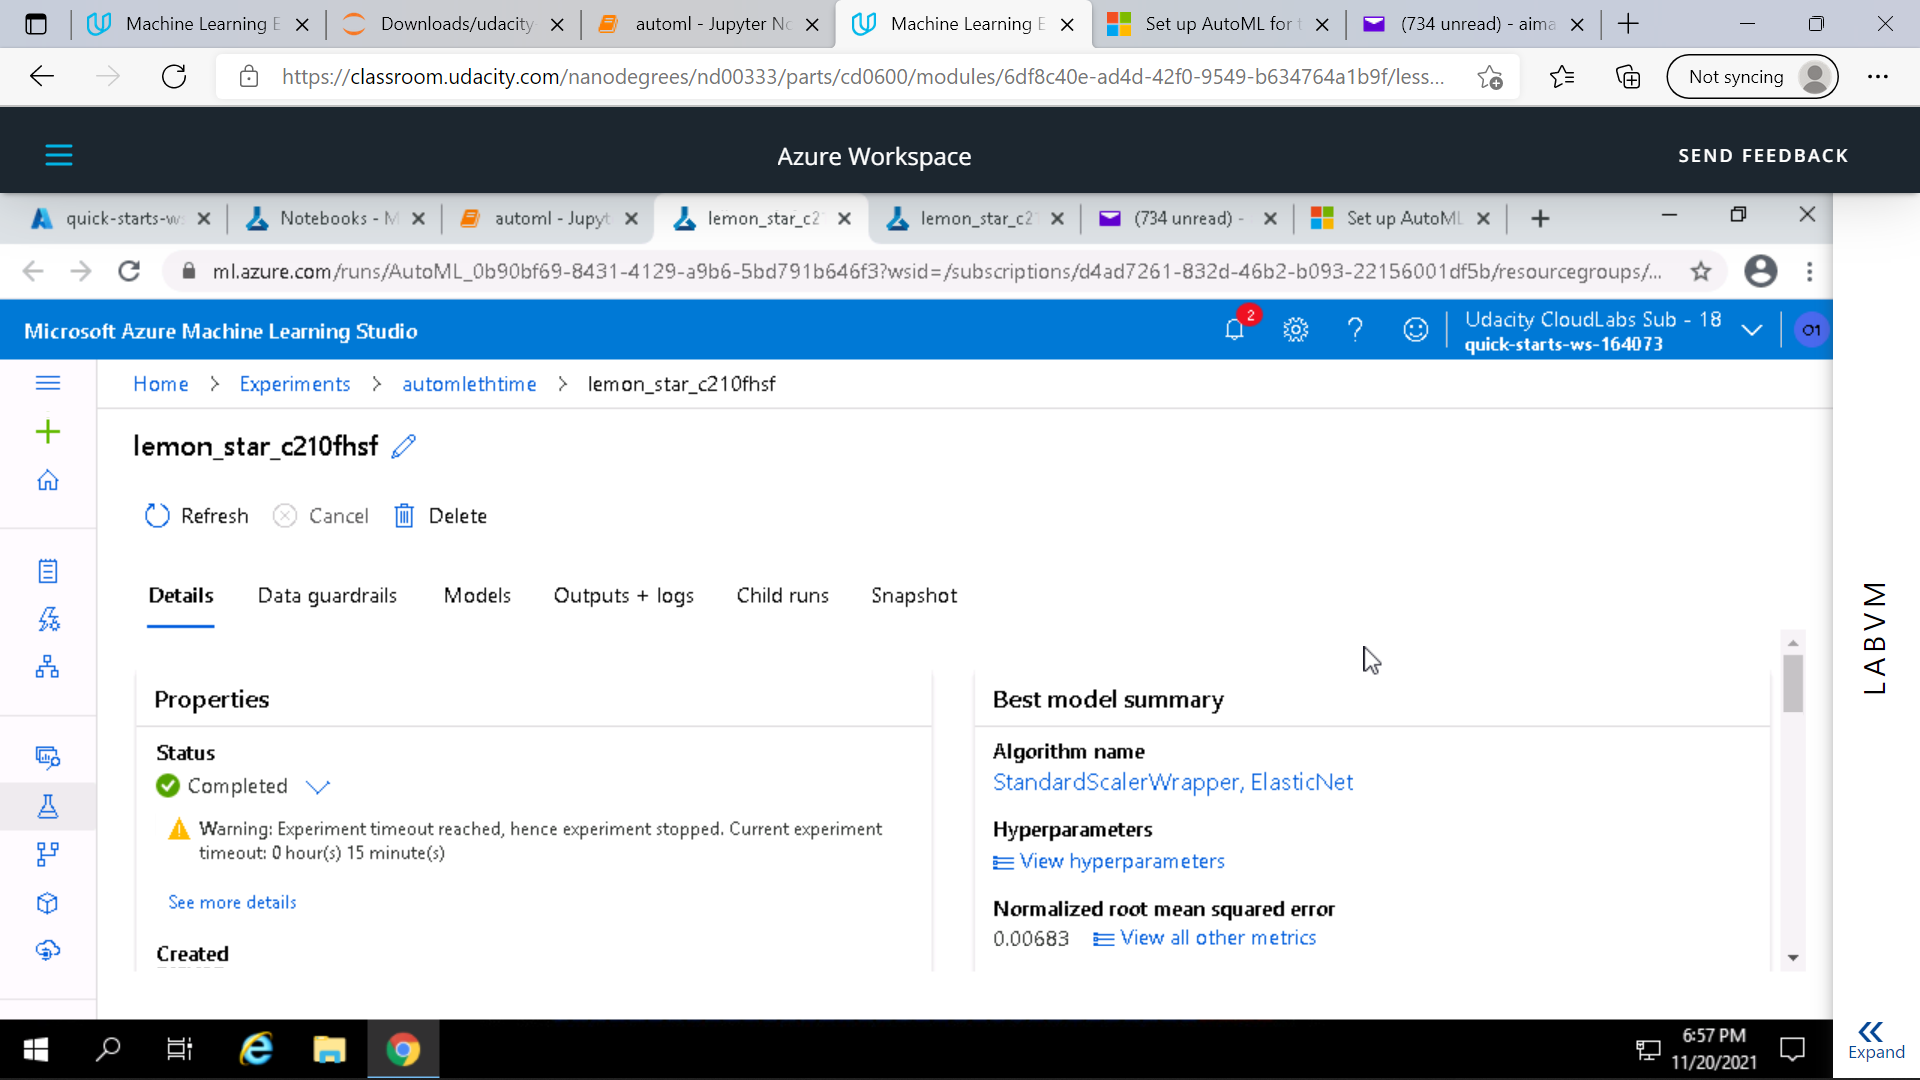 Machine Learning E
Downloads/udacity-
automl - Jupyter No
Machine Learning E
Set up AutoML for t
(734 unread) - aima
https://classroom.udacity.com/nanodegrees/nd00333/parts/cd0600/modules/6df8c40e-ad4d-42f0-9549-b634764a1b9f/less...
Not syncing
Azure Workspace
SEND FEEDBACK
quick-starts-ws
Notebooks - M
automl - Jupyt
lemon_star_c21
lemon_star_c21
(734 unread) -
Set up AutoML
ml.azure.com/runs/AutoML_0b90bf69-8431-4129-a9b6-5bd791b646f3?wsid=/subscriptions/d4ad7261-832d-46b2-b093-22156001df5b/resourcegroups/...
Microsoft Azure Machine Learning Studio
2
Udacity CloudLabs Sub - 18
quick-starts-ws-164073
O1
Home > Experiments > automlethtime > lemon_star_c210fhsf
lemon_star_c210fhsf
Refresh
Cancel
Delete
Details
Data guardrails
Models
Outputs + logs
Child runs
Snapshot
Properties
Status
Completed
Warning: Experiment timeout reached, hence experiment stopped. Current experiment
timeout: 0 hour(s) 15 minute(s)
See more details
Created
Best model summary
Algorithm name
StandardScalerWrapper, ElasticNet
Hyperparameters
View hyperparameters
Normalized root mean squared error
0.00683
View all other metrics
LABVM
Expand
6:57 PM
11/20/2021